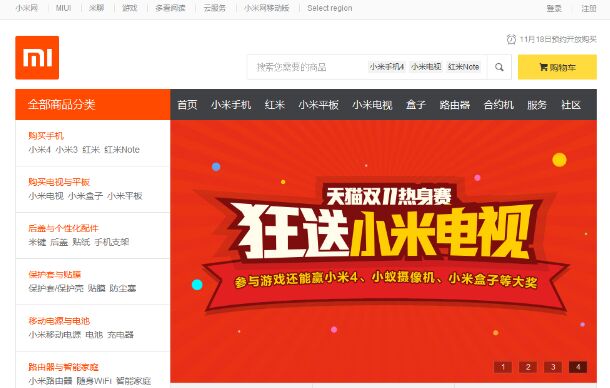 小米网 MIUI 米聊 游戏 多看阅读 云服务 小米网移动版 Select region 登录 注册
mi
11月18日预约开放购买
搜索您需要的商品 小米手机4 小米电视 红米Note
购物车
全部商品分类 首页 小米手机 红米 小米平板 小米电视 盒子 路由器 合约机 服务 社区
购买手机
小米4 小米3 红米 红米Note
购买电视与平板
小米电视 小米盒子 小米平板
后盖与个性化配件
米键 后盖 贴纸 手机支架
保护套与贴膜
保护套/保护壳 贴膜 防尘塞
移动电源与电池
小米移动电源 电池 充电器
路由器与智能家庭
小米路由器 随身WiFi 智能家庭
天猫双11热身赛
狂送小米电视
参与游戏还能赢小米4、小蚁摄像机、小米盒子等大奖
1 2 3 4